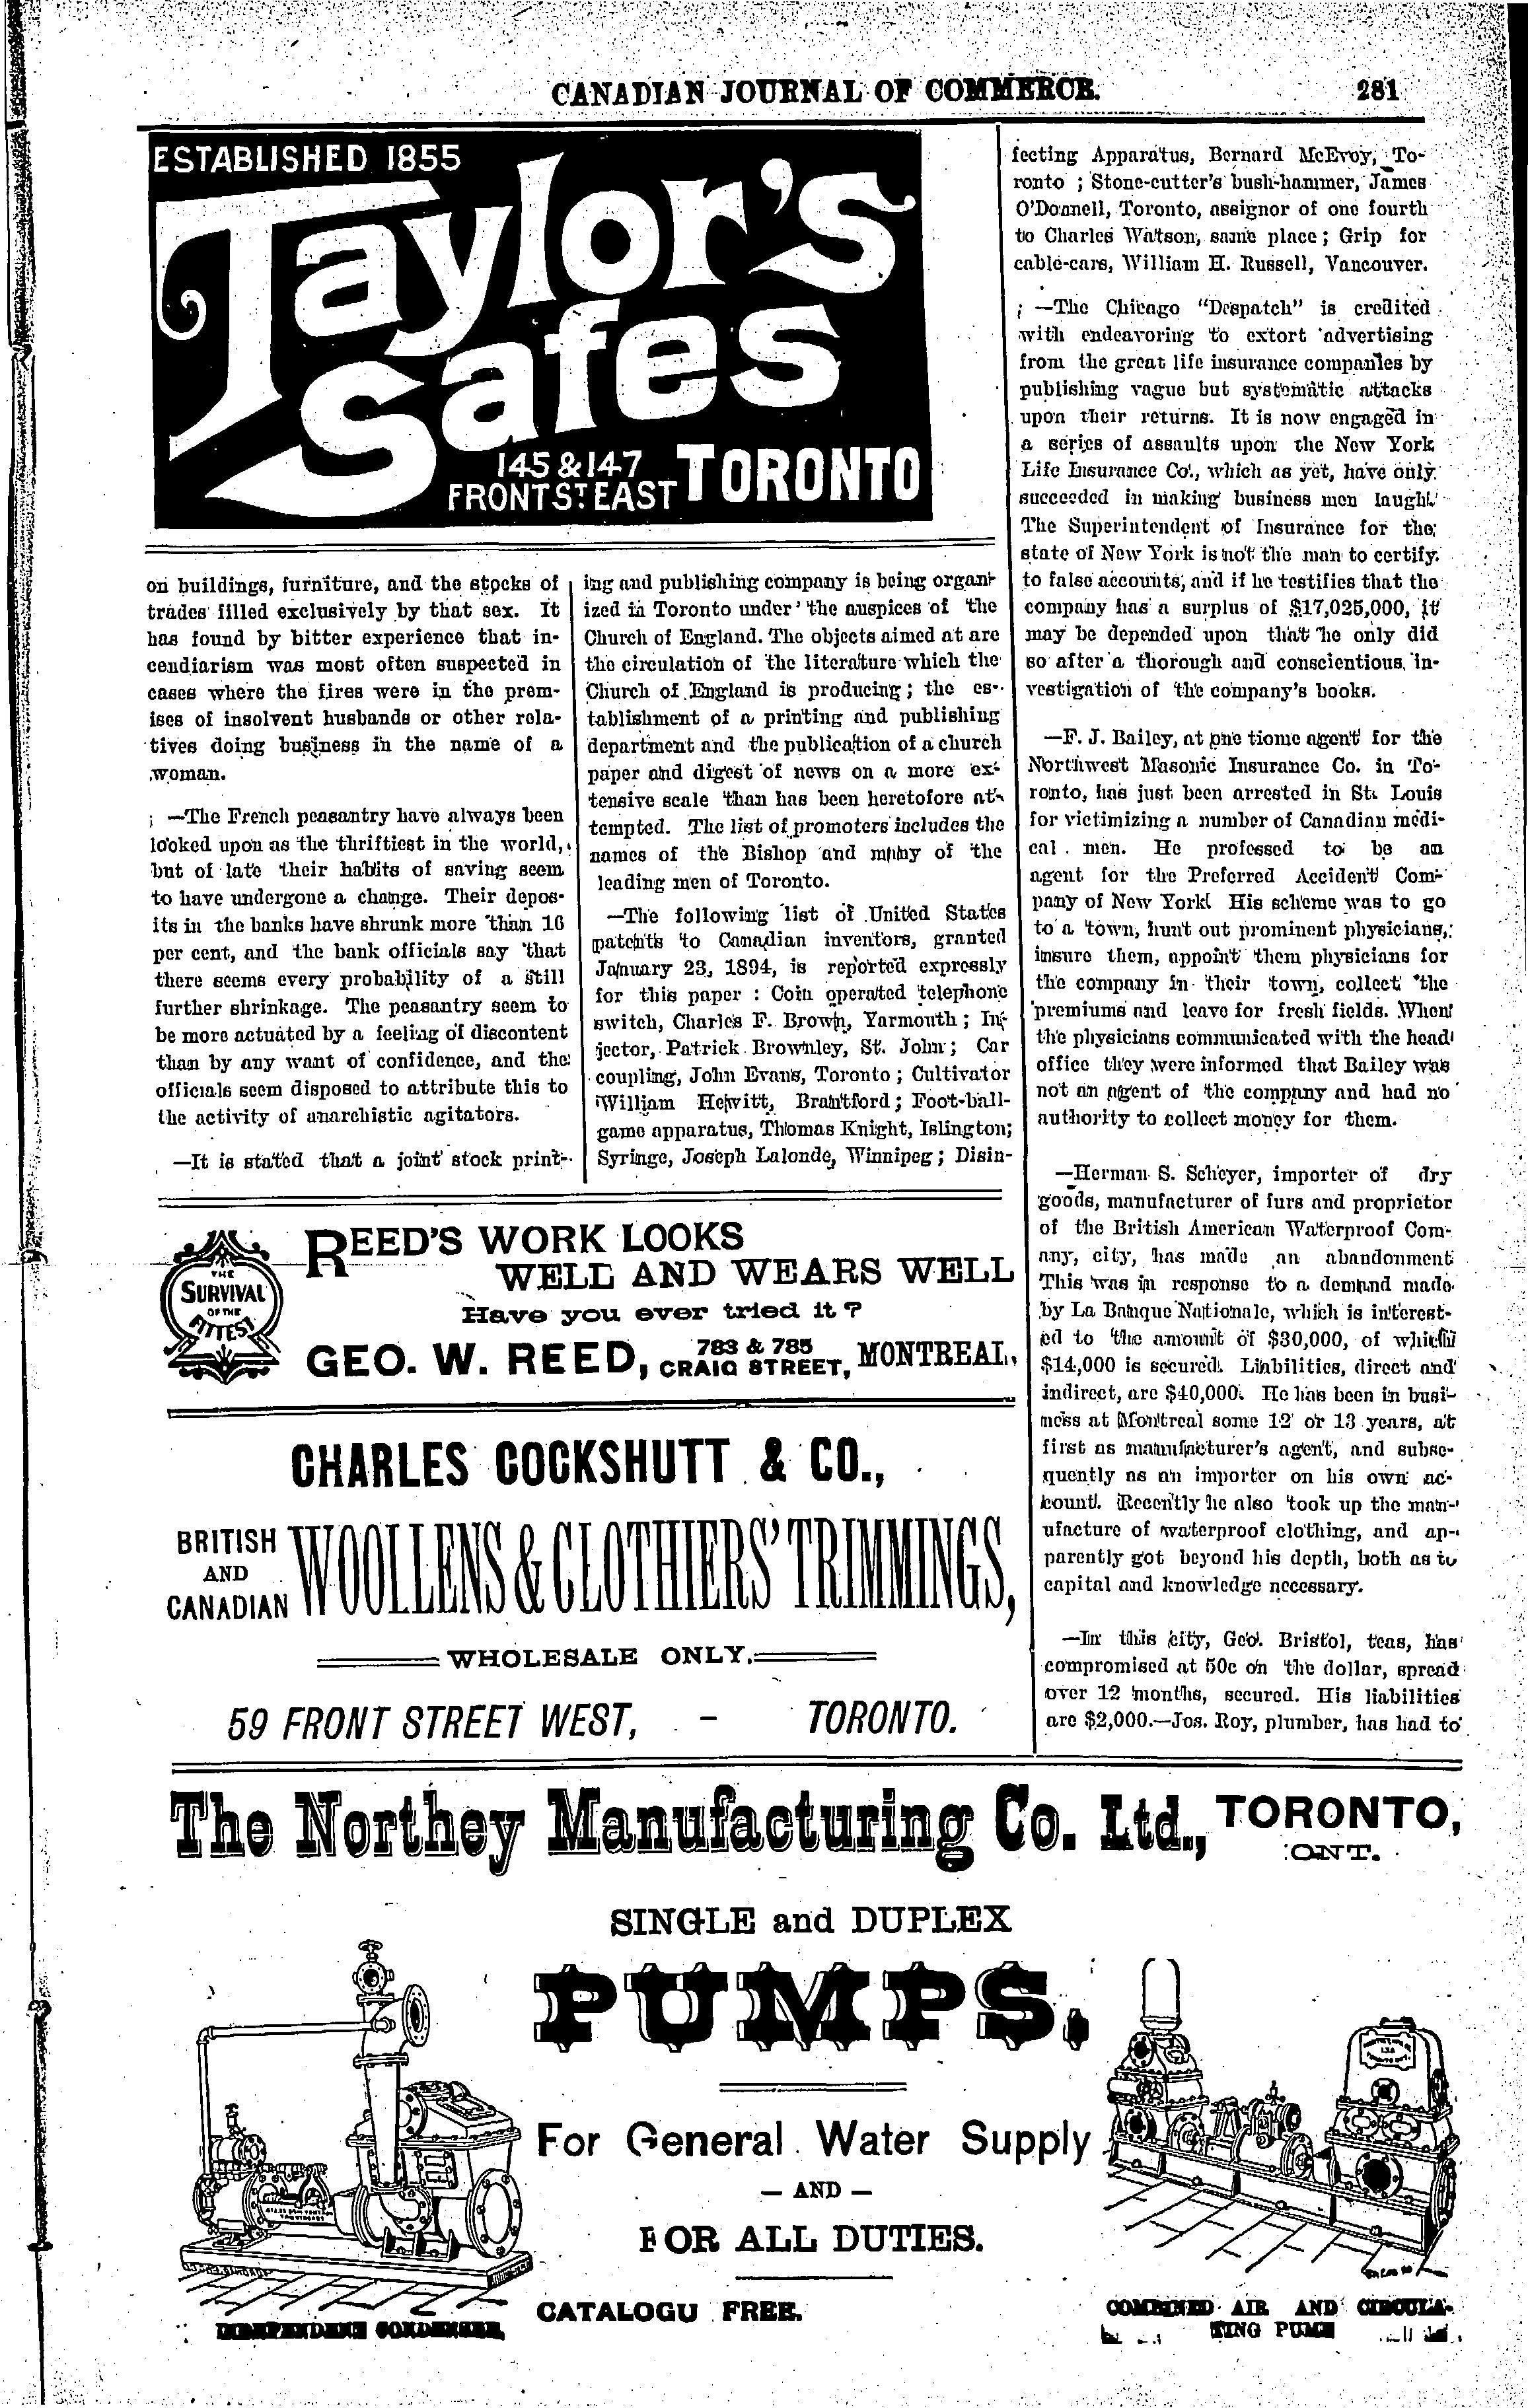 CANADIAN JOURNAL OF COMMERCE. 281
ESTABLISHED 1855
Taylor's
Safes
145 & 147
FRONT ST. EAST TORONTO
on buildings, furniture, and the stocks of
trades filled exclusively by that sex. It
has found by bitter experience that in-
cendiarism was most often suspected in
cases where the fires were in the prem-
ises of insolvent husbands or other rela-
tives doing business in the name of a
woman.
—The French peasantry have always been
looked upon as the thriftiest in the world,
but of late their habits of saving seem
to have undergone a change. Their depos-
its in the banks have shrunk more than 16
per cent, and the bank officials say that
there seems every probability of a still
further shrinkage. The peasantry seem to
be more actuated by a feeling of discontent
than by any want of confidence, and the
officials seem disposed to attribute this to
the activity of anarchistic agitators.
—It is stated that a joint stock print-
ing and publishing company is being organ-
ized in Toronto under the auspices of the
Church of England. The objects aimed at are
the circulation of the literature which the
Church of England is producing; the es-
tablishment of a printing and publishing
department and the publication of a church
paper and digest of news on a more ex-
tensive scale than has been heretofore at-
tempted. The list of promoters includes the
names of the Bishop and many of the
leading men of Toronto.
—The following list of United States
patents to Canadian inventors, granted
January 23, 1894, is reported expressly
for this paper : Coin operated telephone
switch, Charles F. Brown, Yarmouth ; In-
jector, Patrick Brownley, St. John ; Car
coupling, John Evans, Toronto ; Cultivator
William Hewitt, Brantford ; Foot-ball-
game apparatus, Thomas Knight, Islington;
Syringe, Joseph Lalonde, Winnipeg ; Disin-
fecting Apparatus, Bernard McEvoy, To-
ronto ; Stone-cutter's bush-hammer, James
O'Donnell, Toronto, assignor of one fourth
to Charles Watson, same place ; Grip for
cable-cars, William H. Russell, Vancouver.
—The Chicago "Despatch" is credited
with endeavoring to extort advertising
from the great life insurance companies by
publishing vague but systematic attacks
upon their returns. It is now engaged in
a series of assaults upon the New York
Life Insurance Co., which as yet, have only
succeeded in making business men laugh.
The Superintendent of Insurance for the
state of New York is not the man to certify
to false accounts, and if he testifies that the
company has a surplus of $17,025,000, it
may be depended upon that he only did
so after a thorough and conscientious in-
vestigation of the company's books.
—F. J. Bailey, at one tiome agent for the
Northwest Masonic Insurance Co. in To-
ronto, has just been arrested in St. Louis
for victimizing a number of Canadian medi-
cal men. He professed to be an
agent for the Preferred Accident Com-
pany of New York. His scheme was to go
to a town, hunt out prominent physicians,
insure them, appoint them physicians for
the company in their town, collect the
premiums and leave for fresh fields. When
the physicians communicated with the head
office they were informed that Bailey was
not an agent of the company and had no
authority to collect money for them.
—Herman S. Scheyer, importer of dry
goods, manufacturer of furs and proprietor
of the British American Waterproof Com-
any, city, has made an abandonment
This was in response to a demand made
by La Banque Nationale, which is interest-
ed to the amount of $30,000, of which
$14,000 is secured. Liabilities, direct and
indirect, are $40,000. He has been in busi-
ness at Montreal some 12 or 13 years, at
first as manufacturer's agent, and subse-
quently as an importer on his own ac-
count. Recently he also took up the man-
ufacture of waterproof clothing, and ap-
parently got beyond his depth, both as to
capital and knowledge necessary.
—In this city, Geo. Bristol, teas, has
compromised at 50c on the dollar, spread
over 12 months, secured. His liabilities
are $2,000.—Jos. Roy, plumber, has had to
THE
SURVIVAL
OF THE
FITTEST
REED'S WORK LOOKS
WELL AND WEARS WELL
Have you ever tried it ?
GEO. W. REED, 783 & 785 CRAIG STREET, MONTREAL.
CHARLES COCKSHUTT & CO.,
BRITISH
AND
CANADIAN
WOOLLENS & CLOTHIERS' TRIMMINGS,
WHOLESALE ONLY.
59 FRONT STREET WEST, - TORONTO.
The Northey Manufacturing Co. Ltd., TORONTO,
ONT.
SINGLE and DUPLEX
PUMPS,
For General Water Supply
— AND —
FOR ALL DUTIES.
CATALOGU FREE.
INDEPENDENT CONDENSER.
COMBINED AIR AND CIRCULA-
TING PUMP